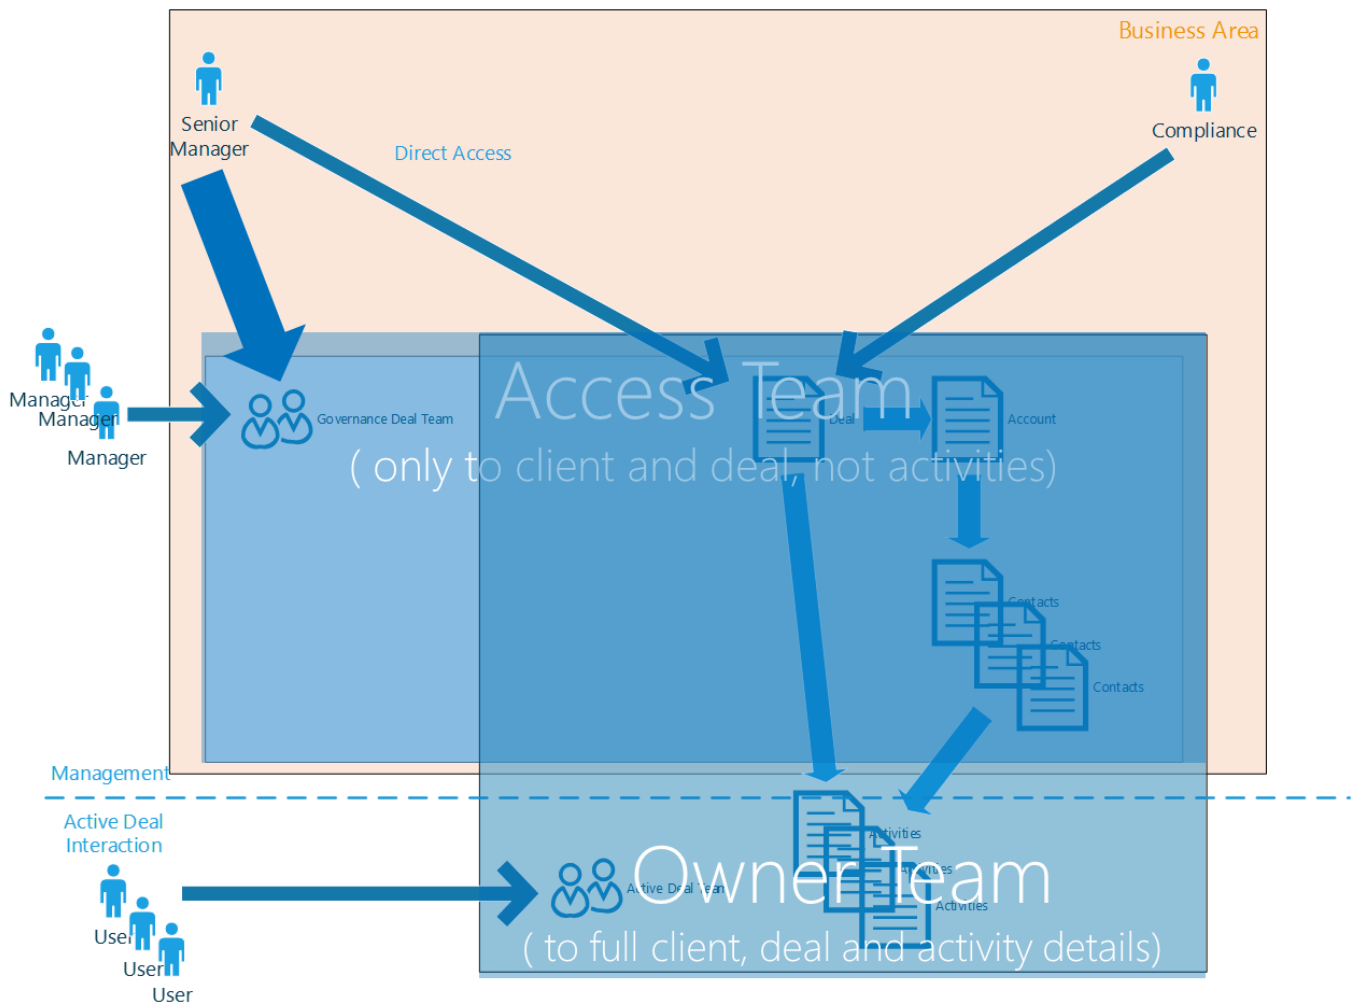 Business Area
Senior
Manager
Compliance
Direct Access
Access Team
( only to client and deal, not activities)
Manager
Manager
Manager
Governance Deal Team
Deal
Account
Contacts
Contacts
Contacts
Management
Active Deal
Interaction
Activities
Activities
Activities
Owner Team
( to full client, deal and activity details)
Active Deal Team
User
User
User